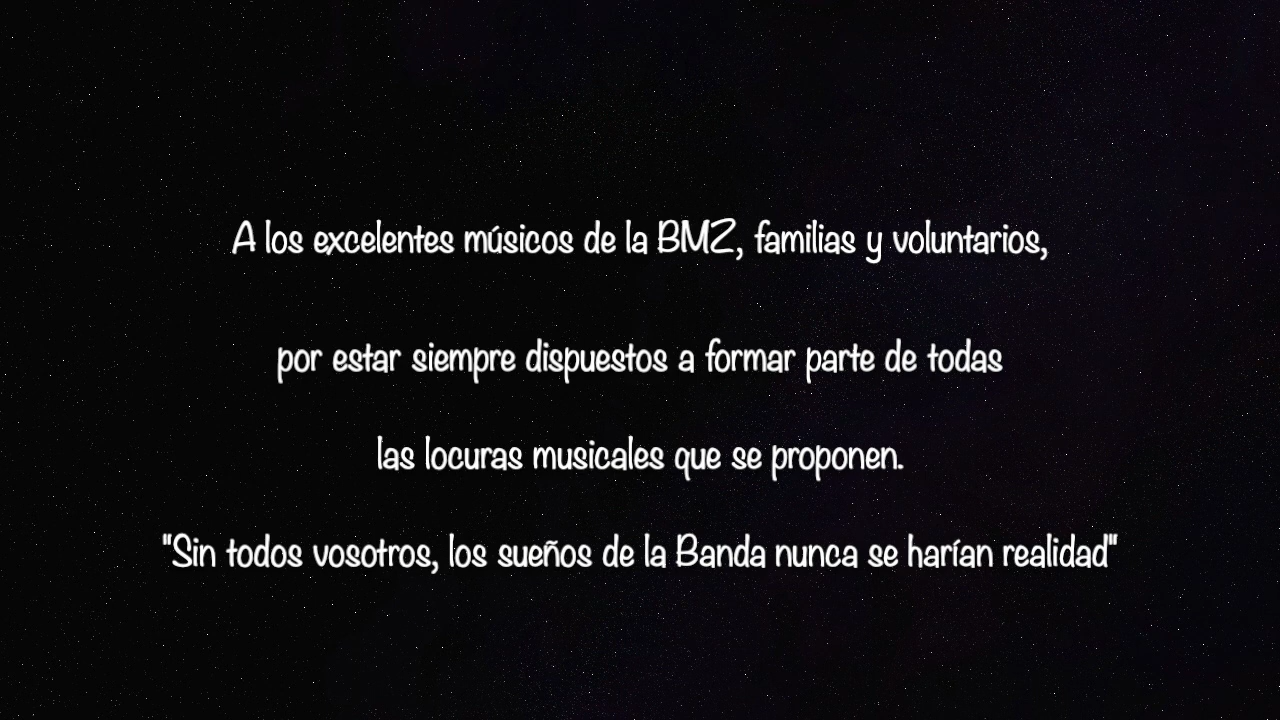 A los excelentes músicos de la BMZ, familias y voluntarios,
por estar siempre dispuestos a formar parte de todas
las locuras musicales que se proponen.
"Sin todos vosotros, los sueños de la Banda nunca se harían realidad"